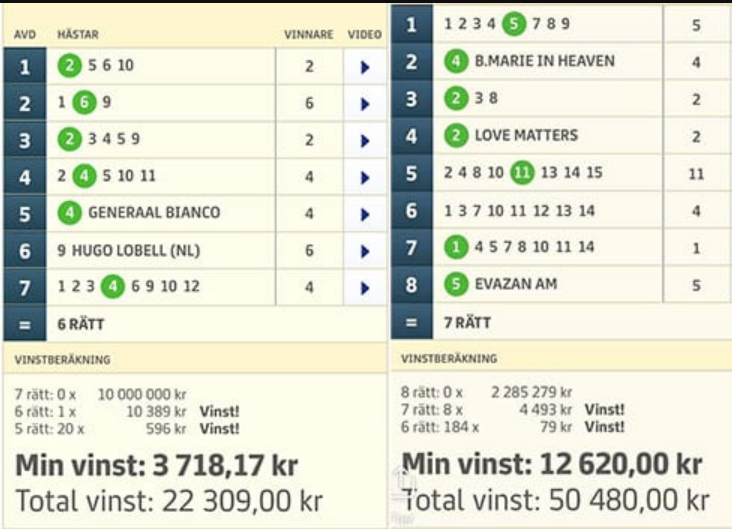 AVD HÄSTAR VINNARE VIDEO
1 2 5 6 10 2
2 1 6 9 6
3 2 3 4 5 9 2
4 2 4 5 10 11 4
5 4 GENERAAL BIANCO 4
6 9 HUGO LOBELL (NL) 6
7 1 2 3 4 6 9 10 12 4
= 6 RÄTT
VINSTBERÄKNING
7 rätt: 0 x 10 000 000 kr
6 rätt: 1 x 10 389 kr Vinst!
5 rätt: 20 x 596 kr Vinst!
Min vinst: 3 718,17 kr
Total vinst: 22 309,00 kr
1 1 2 3 4 5 7 8 9 5
2 4 B.MARIE IN HEAVEN 4
3 2 3 8 2
4 2 LOVE MATTERS 2
5 2 4 8 10 11 13 14 15 11
6 1 3 7 10 11 12 13 14 4
7 1 4 5 7 8 10 11 14 1
8 5 EVAZAN AM 5
= 7 RÄTT
VINSTBERÄKNING
8 rätt: 0 x 2 285 279 kr
7 rätt: 8 x 4 493 kr Vinst!
6 rätt: 184 x 79 kr Vinst!
Min vinst: 12 620,00 kr
Total vinst: 50 480,00 kr